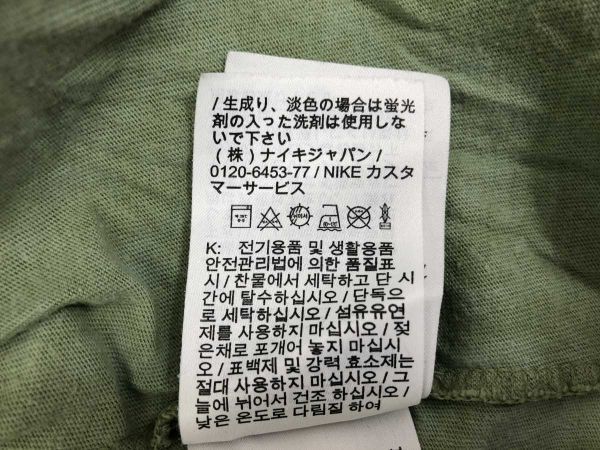 / 生成り、淡色の場合は蛍光
剤の入った洗剤は使用しな
いで下さい
(株) ナイキジャパン /
0120-6453-77 / NIKE カスタ
マーサービス
K: 전기용품 및 생활용품
안전관리법에 의한 품질표
시 / 찬물에서 세탁하고 단 시
간에 탈수하십시오 / 단독으
로 세탁하십시오 / 섬유유연
제를 사용하지 마십시오 / 젖
은채로 포개어 놓지 마십시
오 / 표백제 및 강력 효소제는
절대 사용하지 마십시오 / 그
늘에 뉘어서 건조 하십시오 /
낮은 온도로 다림질 하여